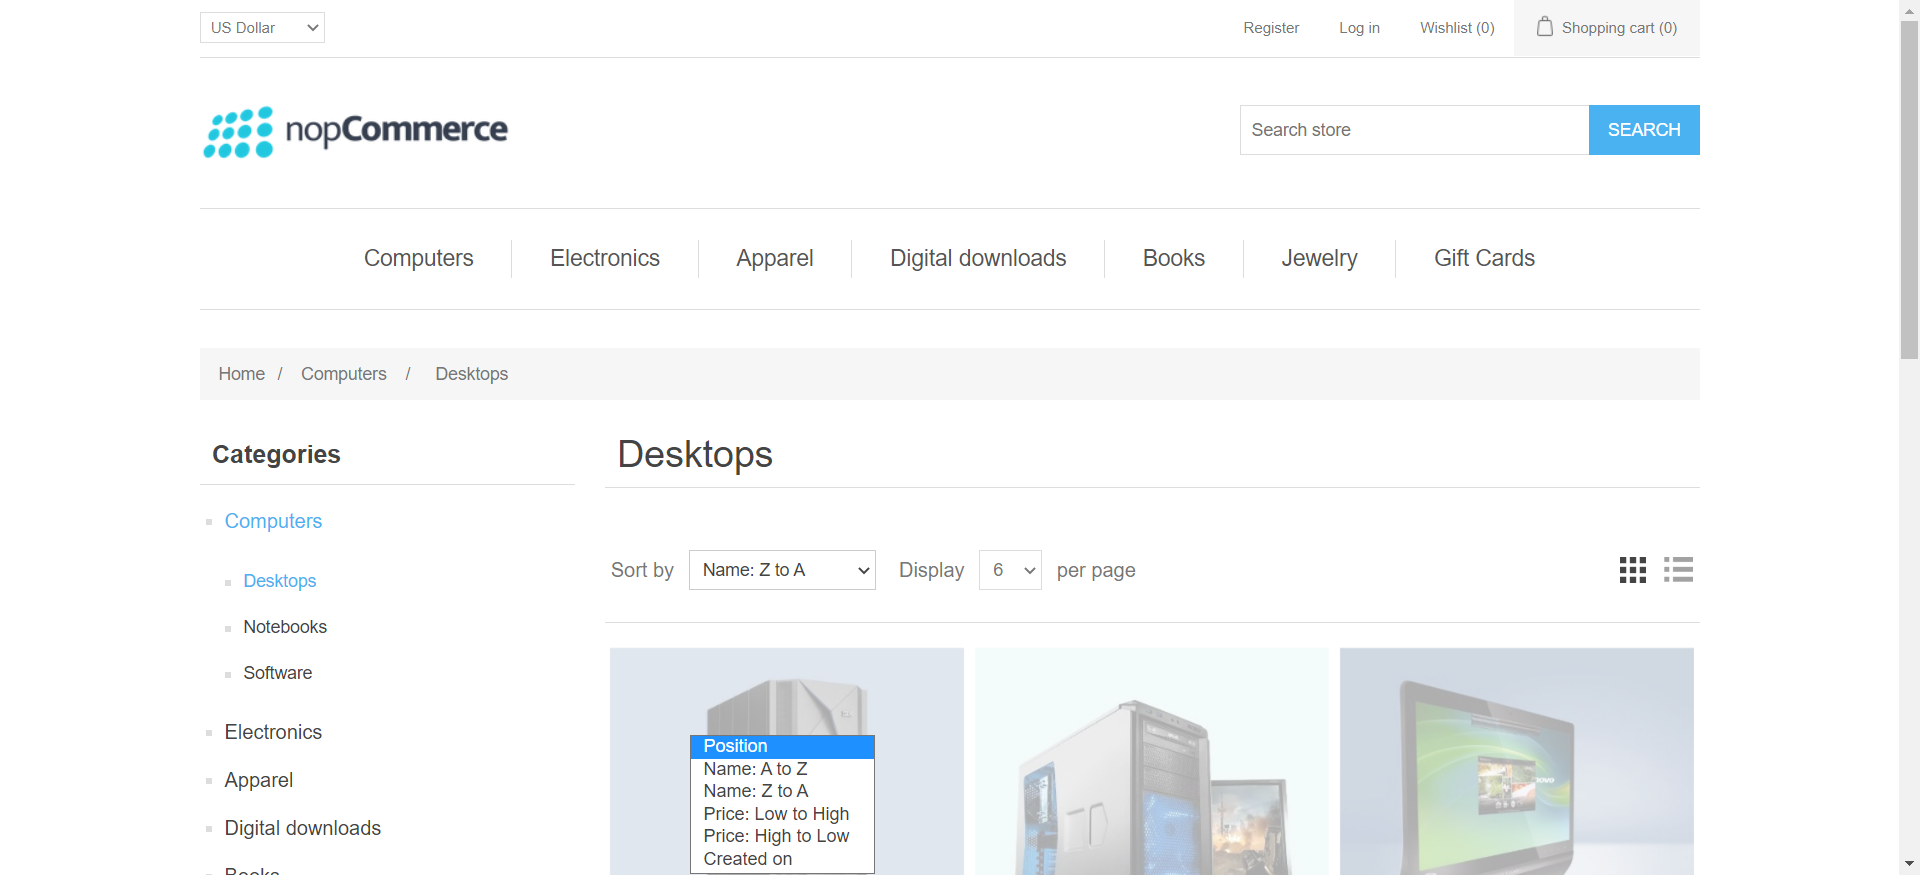 US Dollar
Register
Log in
Wishlist (0)
Shopping cart (0)
nopCommerce
Search store
SEARCH
Computers
Electronics
Apparel
Digital downloads
Books
Jewelry
Gift Cards
Home / Computers / Desktops
Categories
Computers
Desktops
Notebooks
Software
Electronics
Apparel
Digital downloads
Books
Desktops
Sort by
Name: Z to A
Display
6
per page
Position
Name: A to Z
Name: Z to A
Price: Low to High
Price: High to Low
Created on